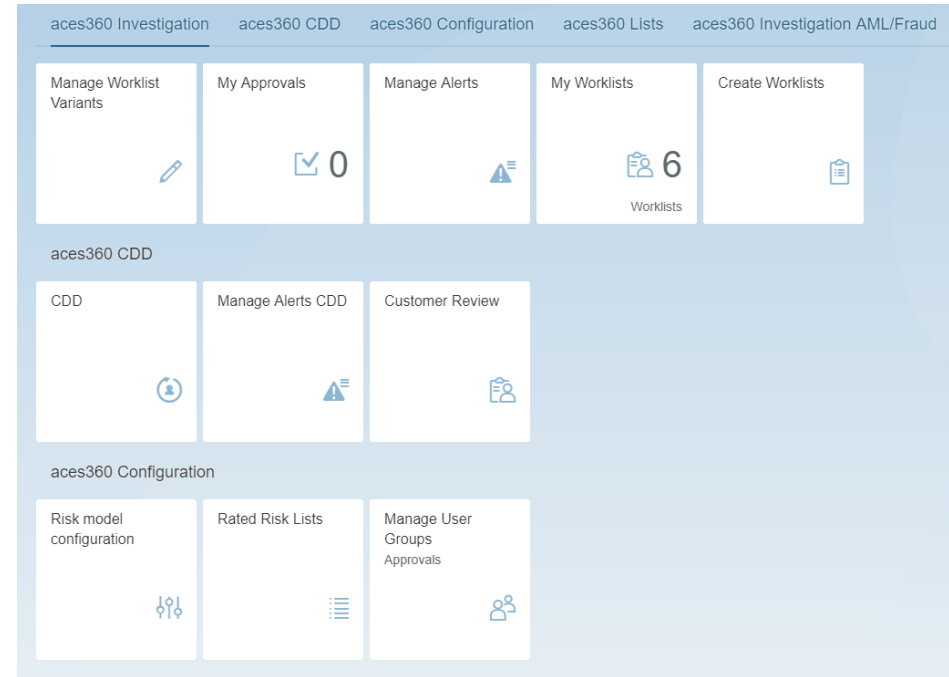 aces360 Investigation aces360 CDD aces360 Configuration aces360 Lists aces360 Investigation AML/Fraud
Manage Worklist
Variants
My Approvals
0
Manage Alerts
My Worklists
6
Worklists
Create Worklists
aces360 CDD
CDD
Manage Alerts CDD
Customer Review
aces360 Configuration
Risk model
configuration
Rated Risk Lists
Manage User
Groups
Approvals